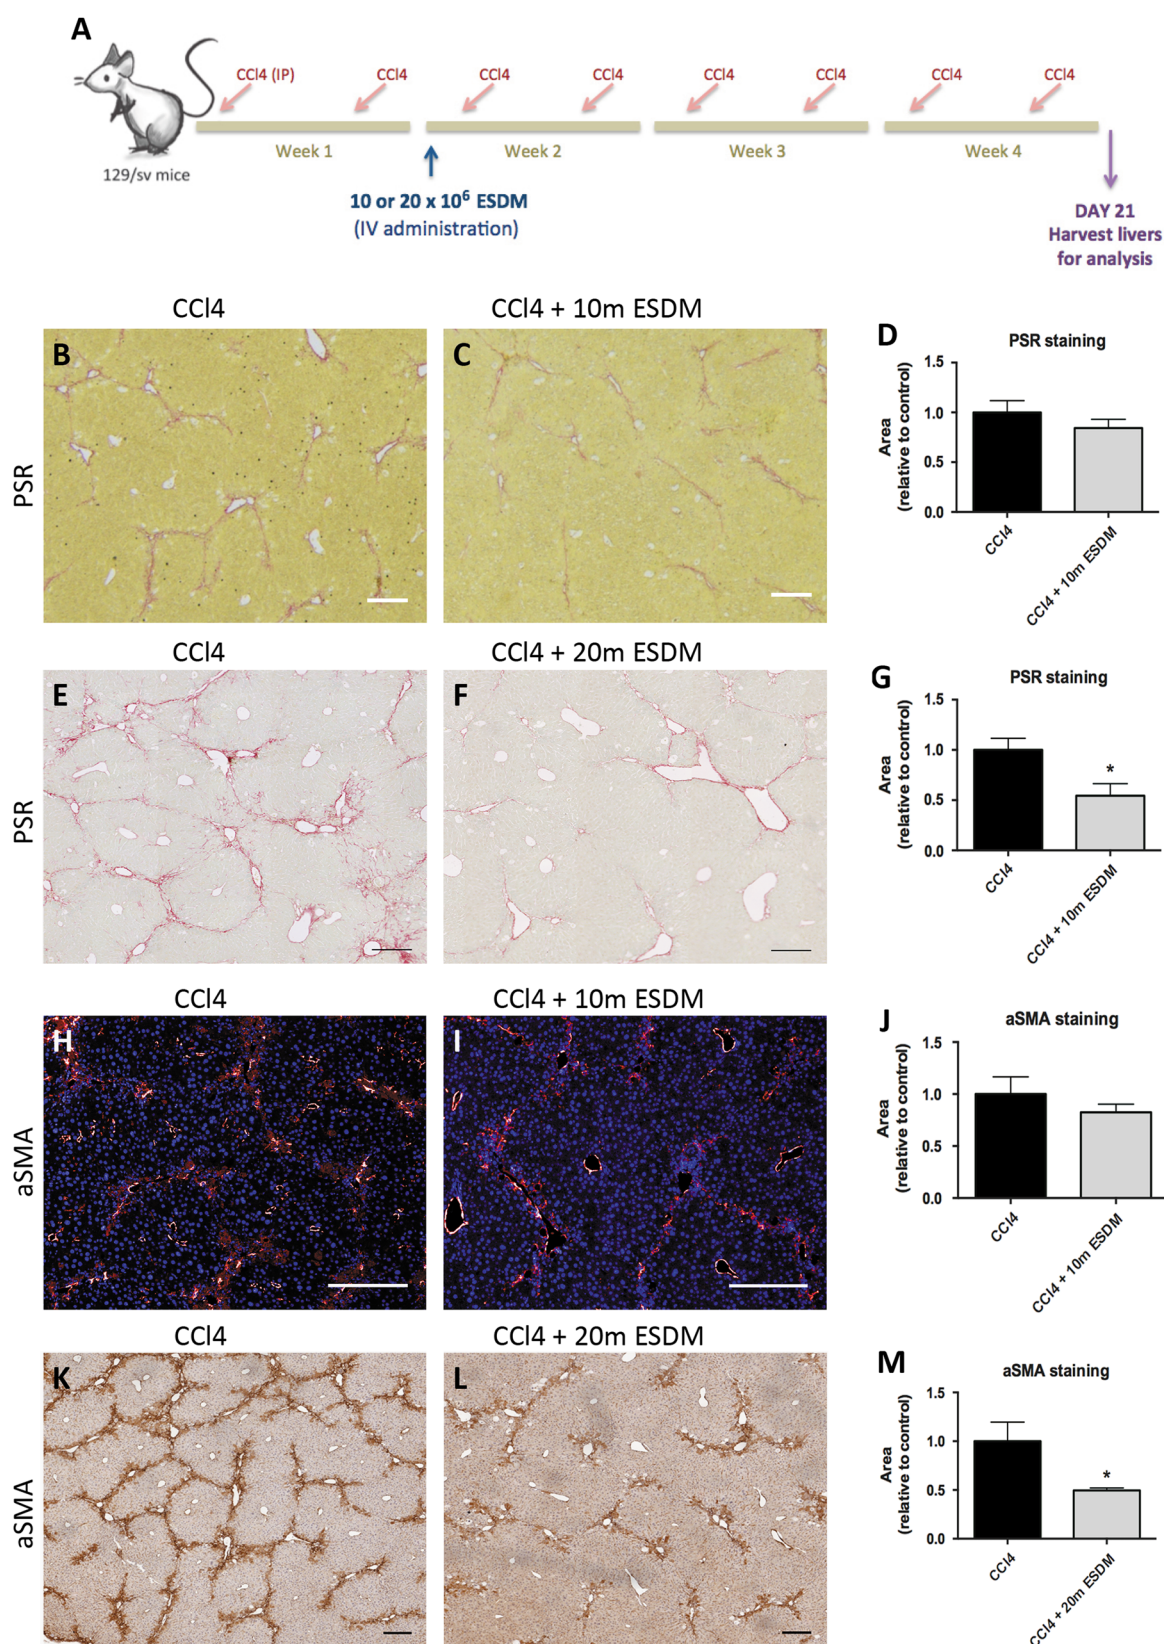 A
CCl4 (IP) CCl4 CCl4 CCl4 CCl4 CCl4 CCl4 CCl4
Week 1 Week 2 Week 3 Week 4
129/sv mice
10 or 20 x 10⁶ ESDM
(IV administration)
DAY 21
Harvest livers
for analysis
CCl4 CCl4 + 10m ESDM
PSR
B
C
D
PSR staining
Area
(relative to control)
1.5
1.0
0.5
0.0
CCl4
CCl4 + 10m ESDM
CCl4 CCl4 + 20m ESDM
PSR
E
F
G
PSR staining
Area
(relative to control)
1.5
1.0
0.5
0.0
*
CCl4
CCl4 + 10m ESDM
CCl4 CCl4 + 10m ESDM
aSMA
H
I
J
aSMA staining
Area
(relative to control)
1.5
1.0
0.5
0.0
CCl4
CCl4 + 10m ESDM
CCl4 CCl4 + 20m ESDM
aSMA
K
L
M
aSMA staining
Area
(relative to control)
1.5
1.0
0.5
0.0
*
CCl4
CCl4 + 20m ESDM